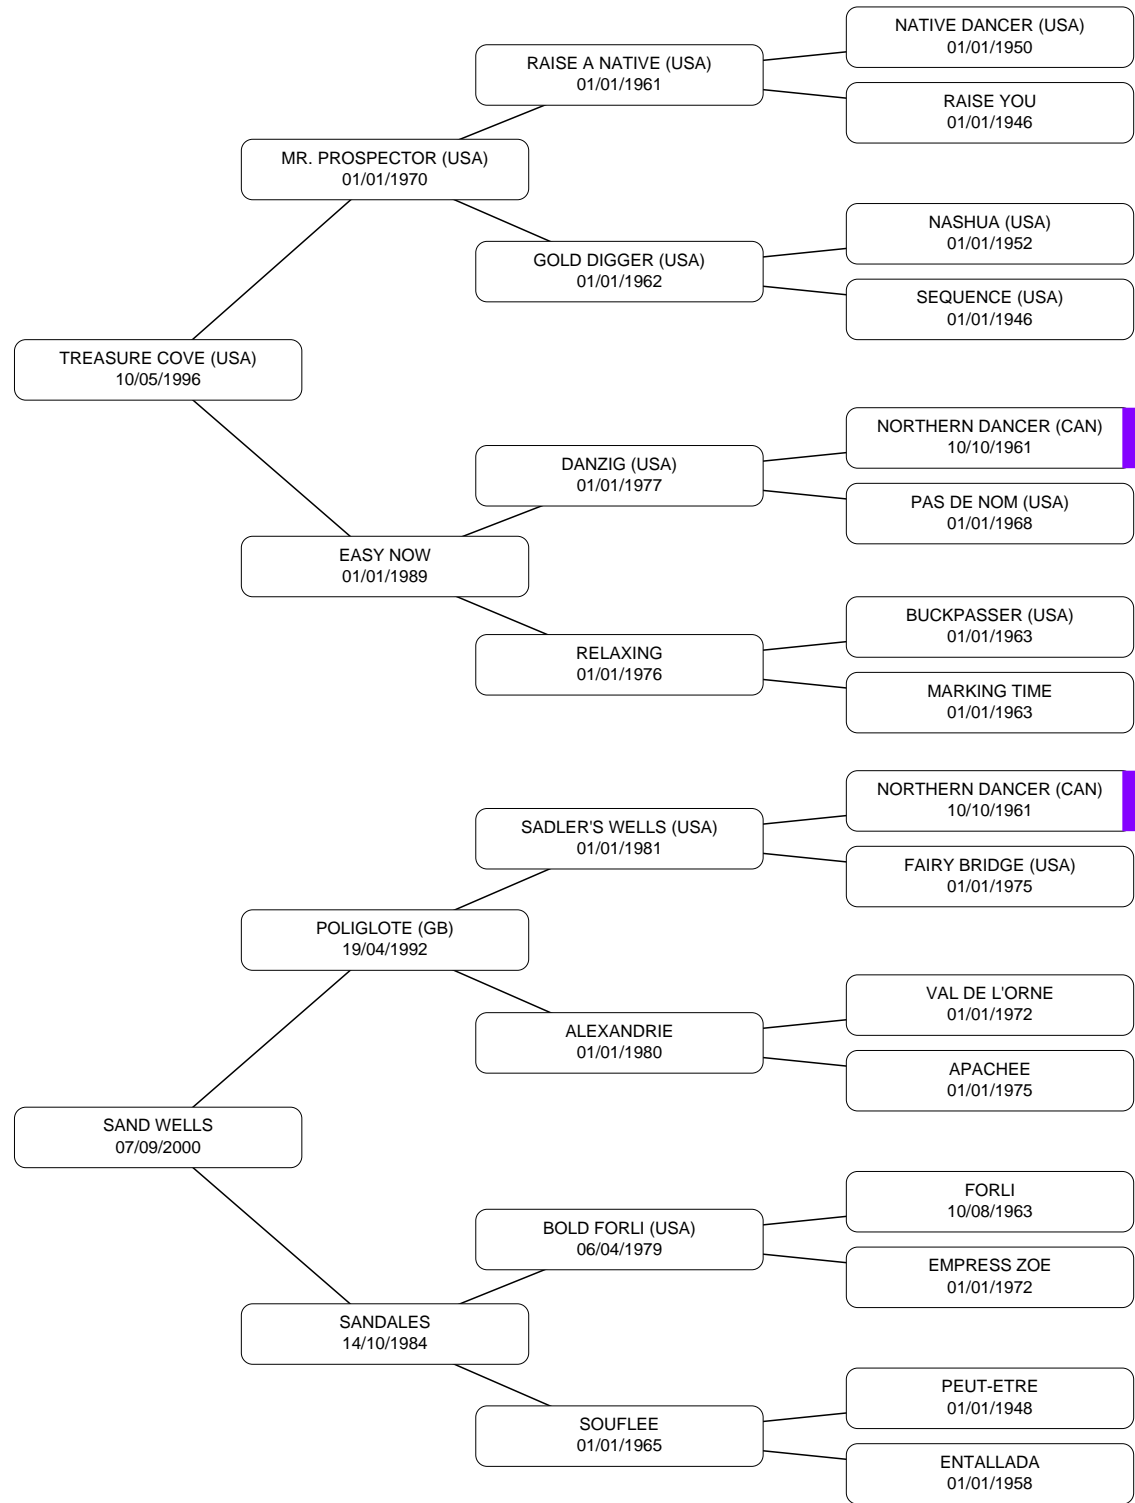 NATIVE DANCER (USA)
01/01/1950
RAISE A NATIVE (USA)
01/01/1961
RAISE YOU
01/01/1946
MR. PROSPECTOR (USA)
01/01/1970
NASHUA (USA)
01/01/1952
GOLD DIGGER (USA)
01/01/1962
SEQUENCE (USA)
01/01/1946
TREASURE COVE (USA)
10/05/1996
NORTHERN DANCER (CAN)
10/10/1961
DANZIG (USA)
01/01/1977
PAS DE NOM (USA)
01/01/1968
EASY NOW
01/01/1989
BUCKPASSER (USA)
01/01/1963
RELAXING
01/01/1976
MARKING TIME
01/01/1963
NORTHERN DANCER (CAN)
10/10/1961
SADLER'S WELLS (USA)
01/01/1981
FAIRY BRIDGE (USA)
01/01/1975
POLIGLOTE (GB)
19/04/1992
VAL DE L'ORNE
01/01/1972
ALEXANDRIE
01/01/1980
APACHEE
01/01/1975
SAND WELLS
07/09/2000
FORLI
10/08/1963
BOLD FORLI (USA)
06/04/1979
EMPRESS ZOE
01/01/1972
SANDALES
14/10/1984
PEUT-ETRE
01/01/1948
SOUFLEE
01/01/1965
ENTALLADA
01/01/1958